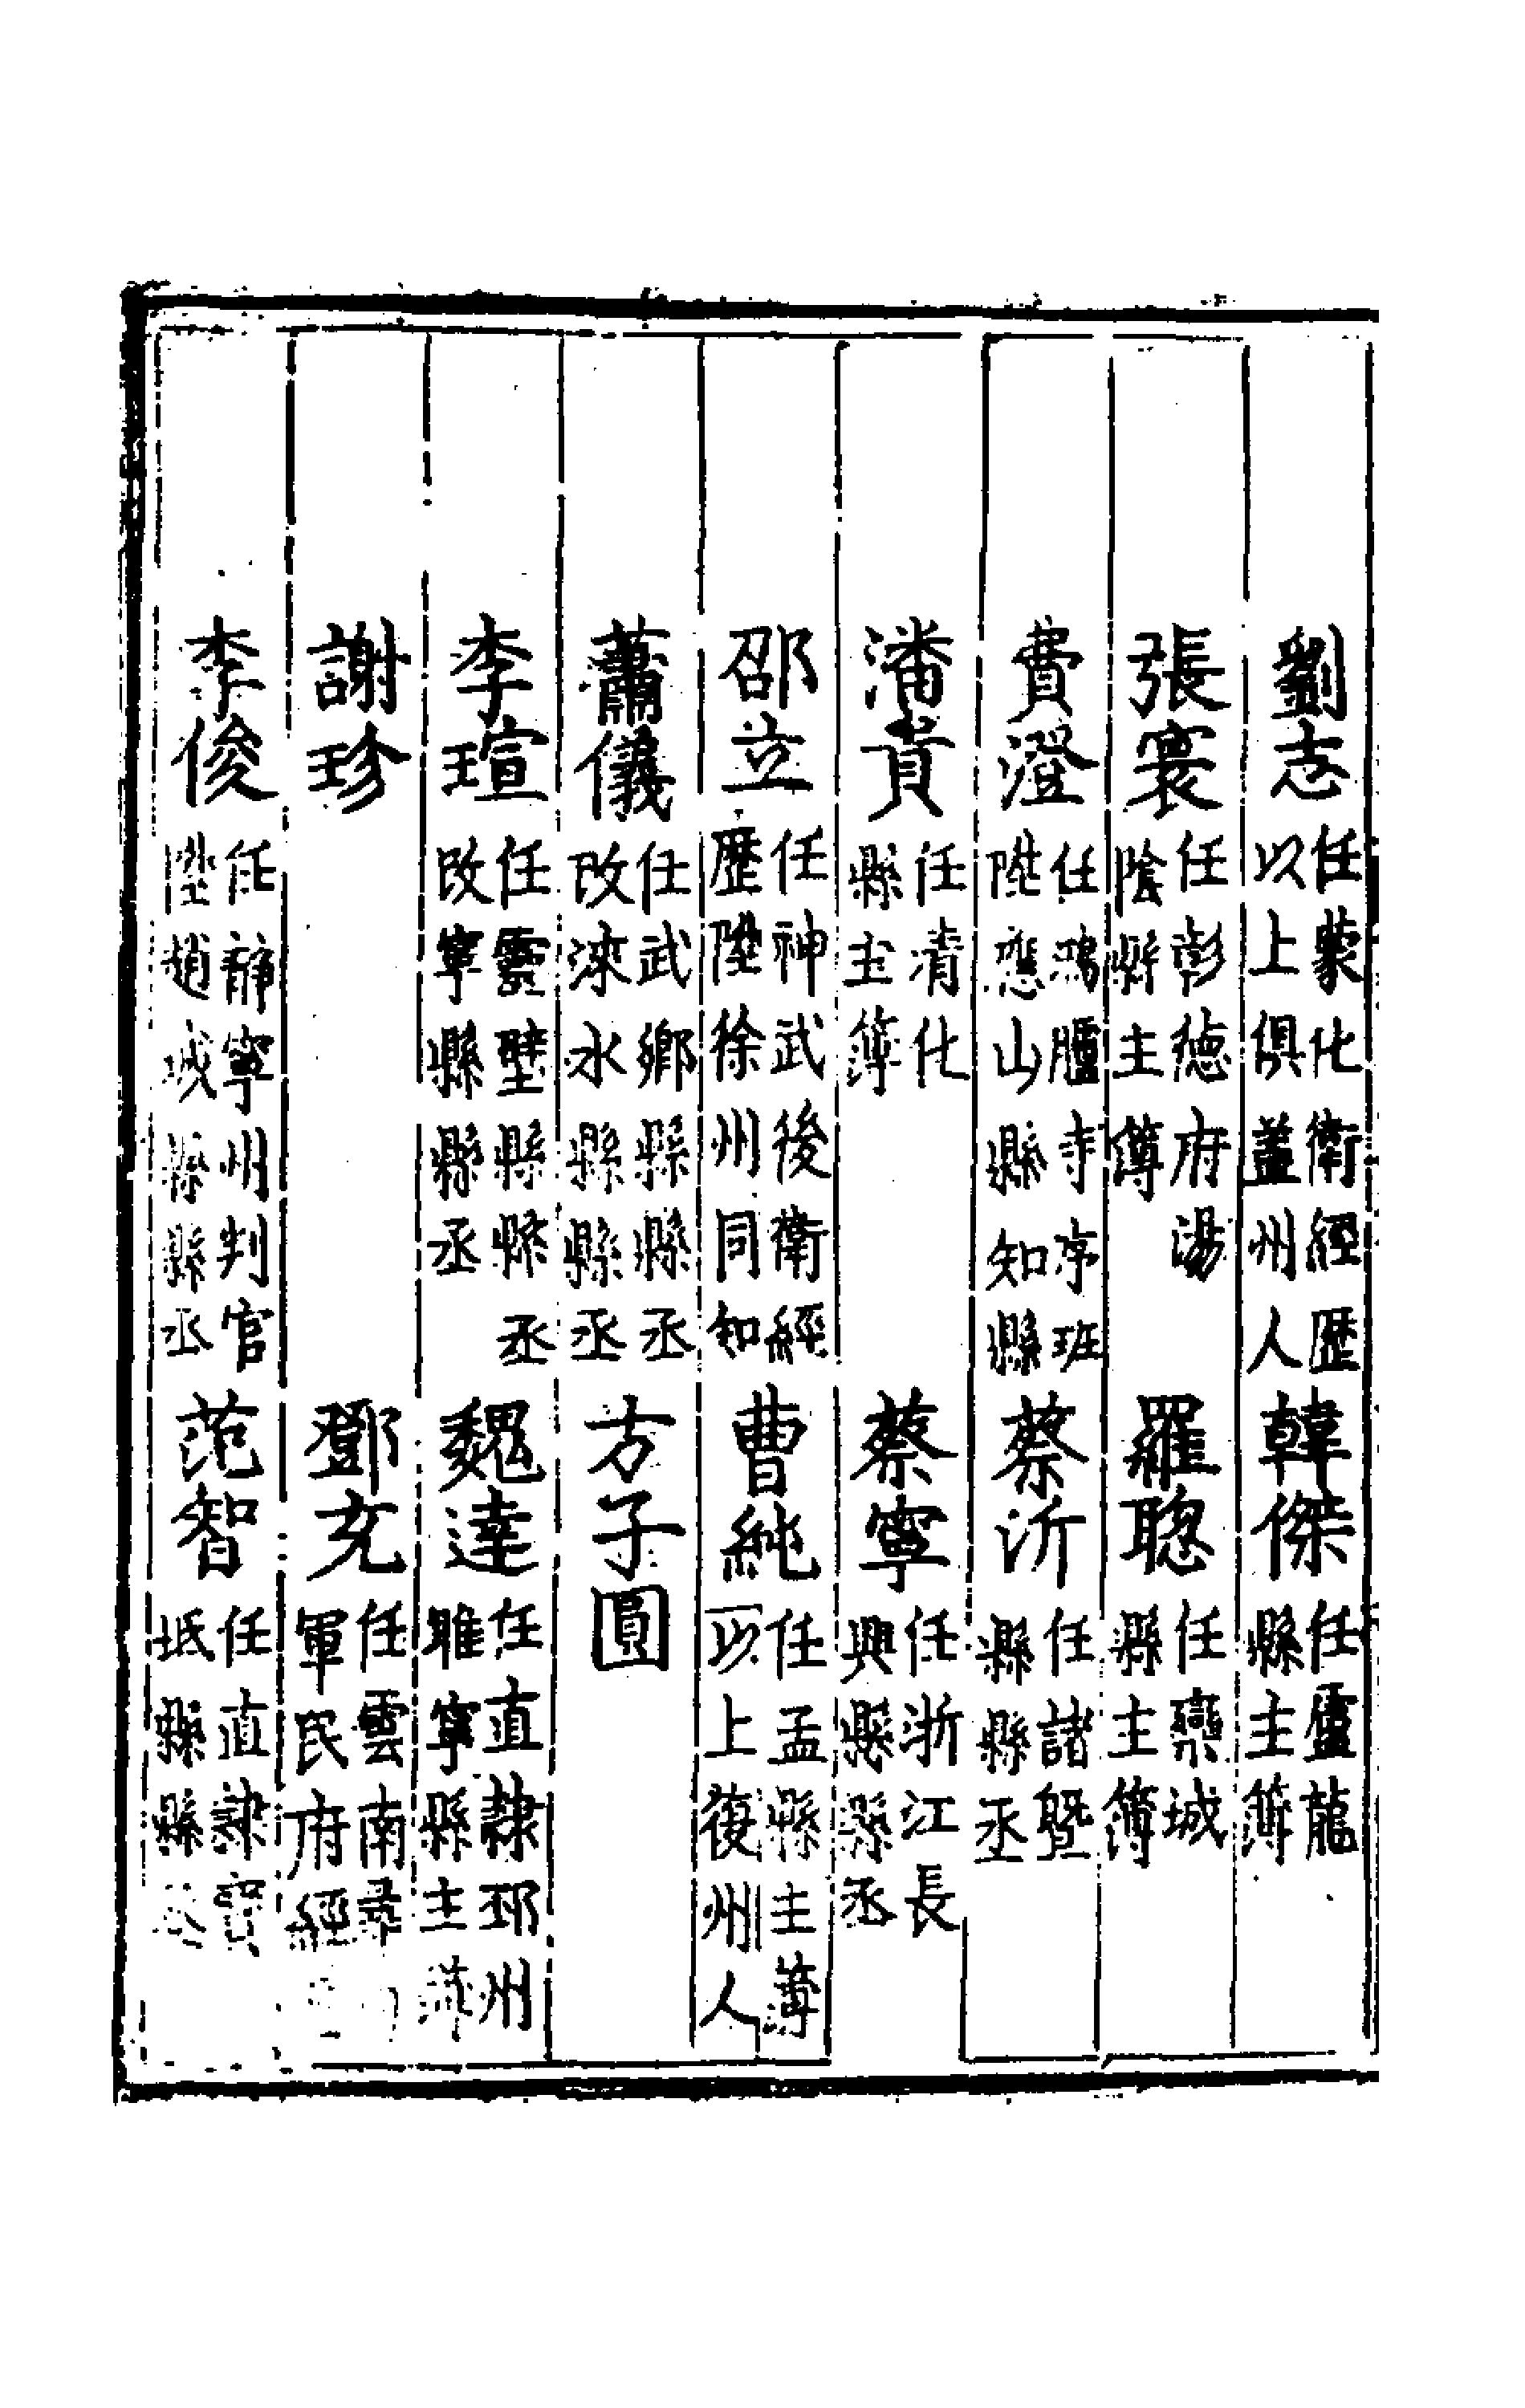 劉志任蒙化衛經歷以上俱蓋州人韓傑任盧龍縣主簿
張寰任彰德府湯陰縣主簿羅聰任欒城縣主簿
費澄任鴻臚寺序班陞應山縣知縣蔡沂任諸暨縣縣丞
潘貴任清化縣主簿蔡寧任浙江長興縣縣丞
邵立任神武後衛經歷陞徐州同知曹純任孟縣主簿以上復州人
蕭儀任武鄉縣縣丞改淶水縣縣丞方子圓
李瑄任靈璧縣縣丞改寧縣縣丞魏達任直隸邳州睢寧縣主簿
謝珍鄧充任雲南尋軍民府經
李俊任靜寧州判官陞趙城縣縣丞范智任直隸寶坻縣縣丞